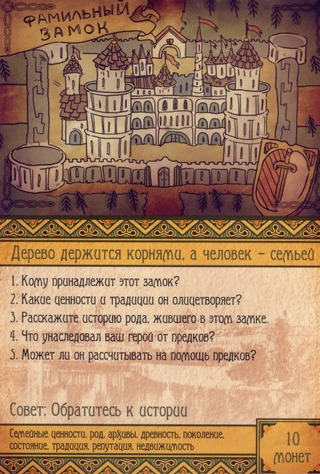 ФАМИЛЬНЫЙ
ЗАМОК
Дерево держится корнями, а человек – семьей
1. Кому принадлежит этот замок?
2. Какие ценности и традиции он олицетворяет?
3. Расскажите историю рода, жившего в этом замке.
4. Что унаследовал ваш герой от предков?
5. Может ли он рассчитывать на помощь предков?
Совет: Обратитесь к истории
Семейные ценности, род, архивы, древность, поколение,
состояние, традиция, репутация, недвижимость
10
монет